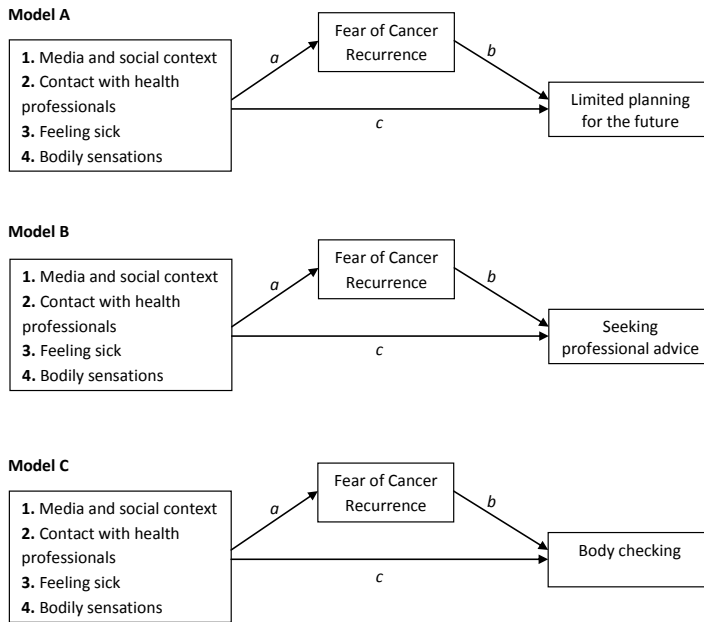 Model A
1. Media and social context
2. Contact with health
professionals
3. Feeling sick
4. Bodily sensations
a
Fear of Cancer
Recurrence
b
c
Limited planning
for the future
Model B
1. Media and social context
2. Contact with health
professionals
3. Feeling sick
4. Bodily sensations
a
Fear of Cancer
Recurrence
b
c
Seeking
professional advice
Model C
1. Media and social context
2. Contact with health
professionals
3. Feeling sick
4. Bodily sensations
a
Fear of Cancer
Recurrence
b
c
Body checking